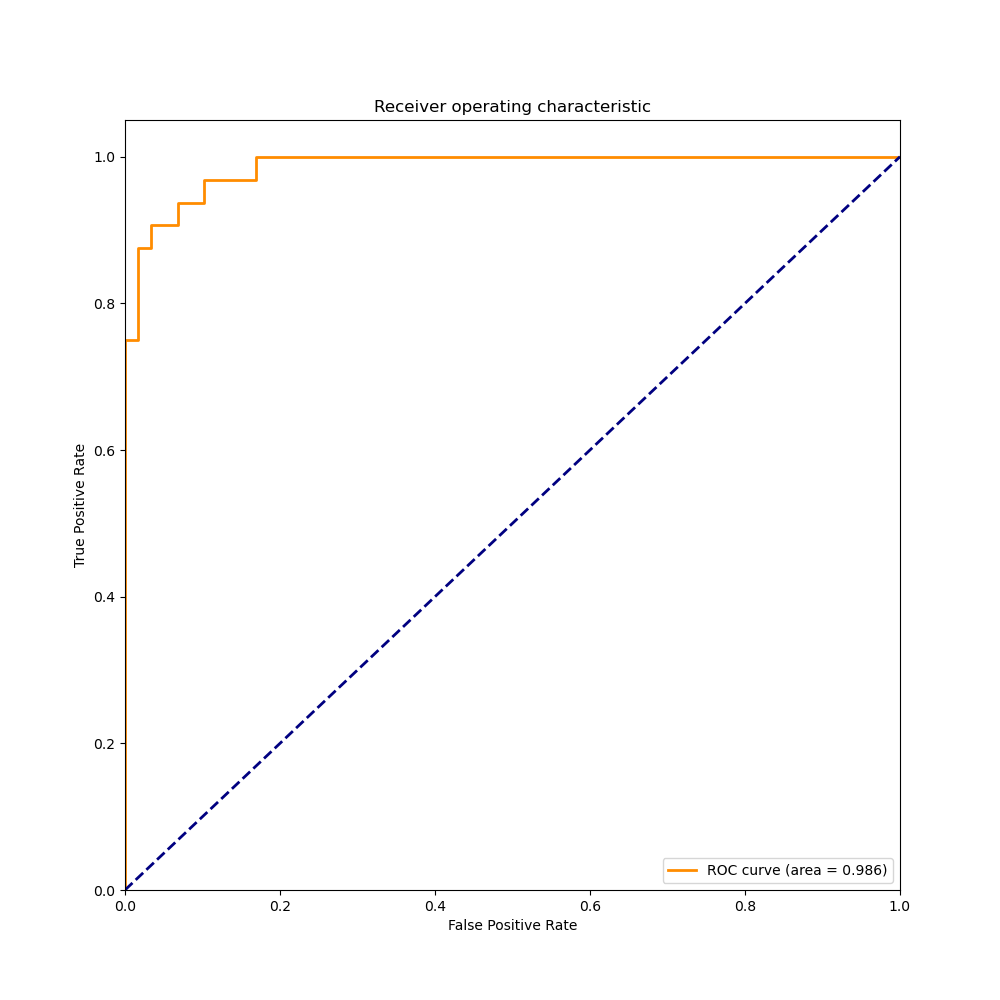 Receiver operating characteristic
1.0
0.8
0.6
0.4
0.2
0.0
True Positive Rate
ROC curve (area = 0.986)
0.0 0.2 0.4 0.6 0.8 1.0
False Positive Rate